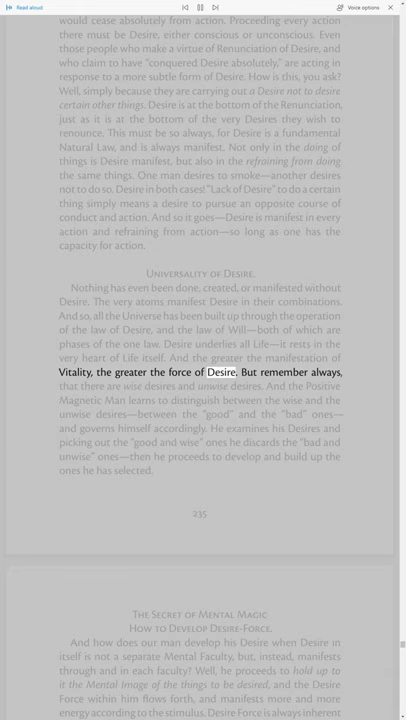 Read aloud
Voice options
would cease absolutely from action. Proceeding every action
there must be Desire, either conscious or unconscious. Even
those people who make a virtue of Renunciation of Desire, and
who claim to have “conquered Desire absolutely,” are acting in
response to a more subtle form of Desire. How is this, you ask?
Well, simply because they are carrying out a Desire not to desire
certain other things. Desire is at the bottom of the Renunciation,
just as it is at the bottom of the very Desires they wish to
renounce. This must be so always, for Desire is a fundamental
Natural Law, and is always manifest. Not only in the doing of
things is Desire manifest, but also in the refraining from doing
the same things. One man desires to smoke—another desires
not to do so. Desire in both cases! “Lack of Desire” to do a certain
thing simply means a desire to pursue an opposite course of
conduct and action. And so it goes—Desire is manifest in every
action and refraining from action—so long as one has the
capacity for action.
Universality of Desire.
Nothing has even been done, created, or manifested without
Desire. The very atoms manifest Desire in their combinations.
And so, all the Universe has been built up through the operation
of the law of Desire, and the law of Will—both of which are
phases of the one law. Desire underlies all Life—it rests in the
very heart of Life itself. And the greater the manifestation of
Vitality, the greater the force of Desire. But remember always,
that there are wise desires and unwise desires. And the Positive
Magnetic Man learns to distinguish between the wise and the
unwise desires—between the “good” and the “bad” ones—
and governs himself accordingly. He examines his Desires and
picking out the “good and wise” ones he discards the “bad and
unwise” ones—then he proceeds to develop and build up the
ones he has selected.
235
The Secret of Mental Magic
How to Develop Desire-Force.
And how does our man develop his Desire when Desire in
itself is not a separate Mental Faculty, but, instead, manifests
through and in each faculty? Well, he proceeds to hold up to
it the Mental Image of the things to be desired, and the Desire
Force within him flows forth, and manifests more and more
energy according to the stimulus. Desire Force is always inherent